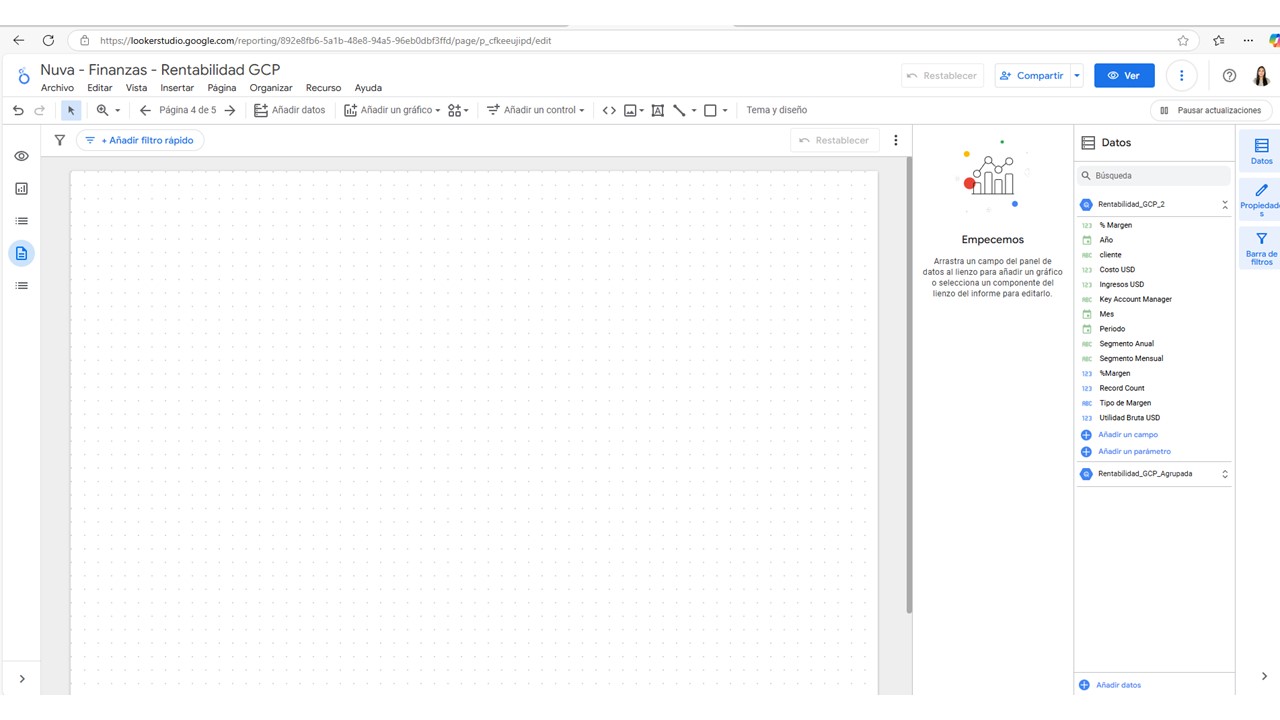 https://lookerstudio.google.com/reporting/892e8fb6-5a1b-48e8-94a5-96eb0dbf3ffd/page/p_cfkeeujipd/edit
Nuva - Finanzas - Rentabilidad GCP
Archivo Editar Vista Insertar Página Organizar Recurso Ayuda
Restablecer Compartir Ver
Página 4 de 5 Añadir datos Añadir un gráfico Añadir un control Tema y diseño Pausar actualizaciones
+ Añadir filtro rápido Restablecer
Empecemos
Arrastra un campo del panel de
datos al lienzo para añadir un gráfico
o selecciona un componente del
lienzo del informe para editarlo.
Datos
Búsqueda
Rentabilidad_GCP_2
123 % Margen
Año
ABC cliente
123 Costo USD
123 Ingresos USD
ABC Key Account Manager
Mes
Periodo
ABC Segmento Anual
ABC Segmento Mensual
123 %Margen
123 Record Count
ABC Tipo de Margen
123 Utilidad Bruta USD
Añadir un campo
Añadir un parámetro
Rentabilidad_GCP_Agrupada
Añadir datos
Datos
Propiedade
s
Barra de
filtros